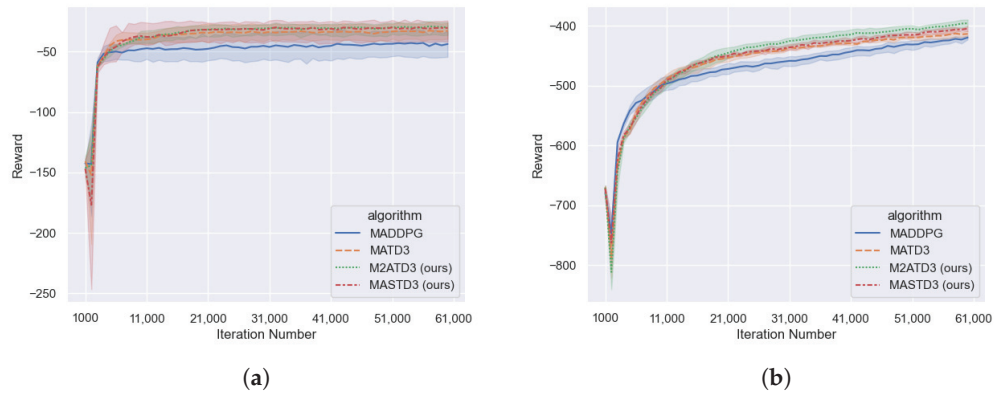 −50
−100
−150
−200
−250
Reward
algorithm
MADDPG
MATD3
M2ATD3 (ours)
MASTD3 (ours)
1000 11,000 21,000 31,000 41,000 51,000 61,000
Iteration Number
(a)
−400
−500
−600
−700
−800
Reward
algorithm
MADDPG
MATD3
M2ATD3 (ours)
MASTD3 (ours)
1000 11,000 21,000 31,000 41,000 51,000 61,000
Iteration Number
(b)